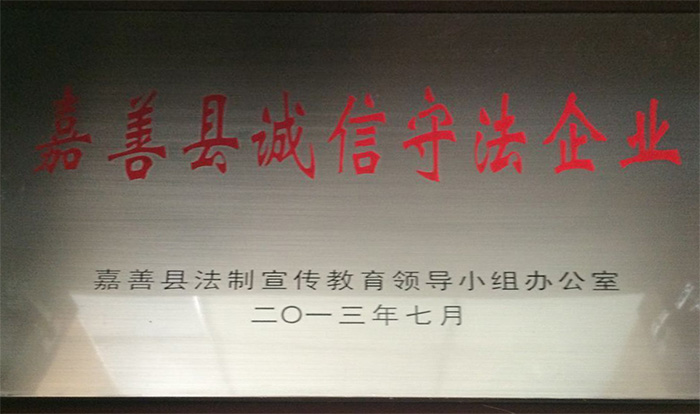 嘉善县诚信守法企业
嘉善县法制宣传教育领导小组办公室
二〇一三年七月